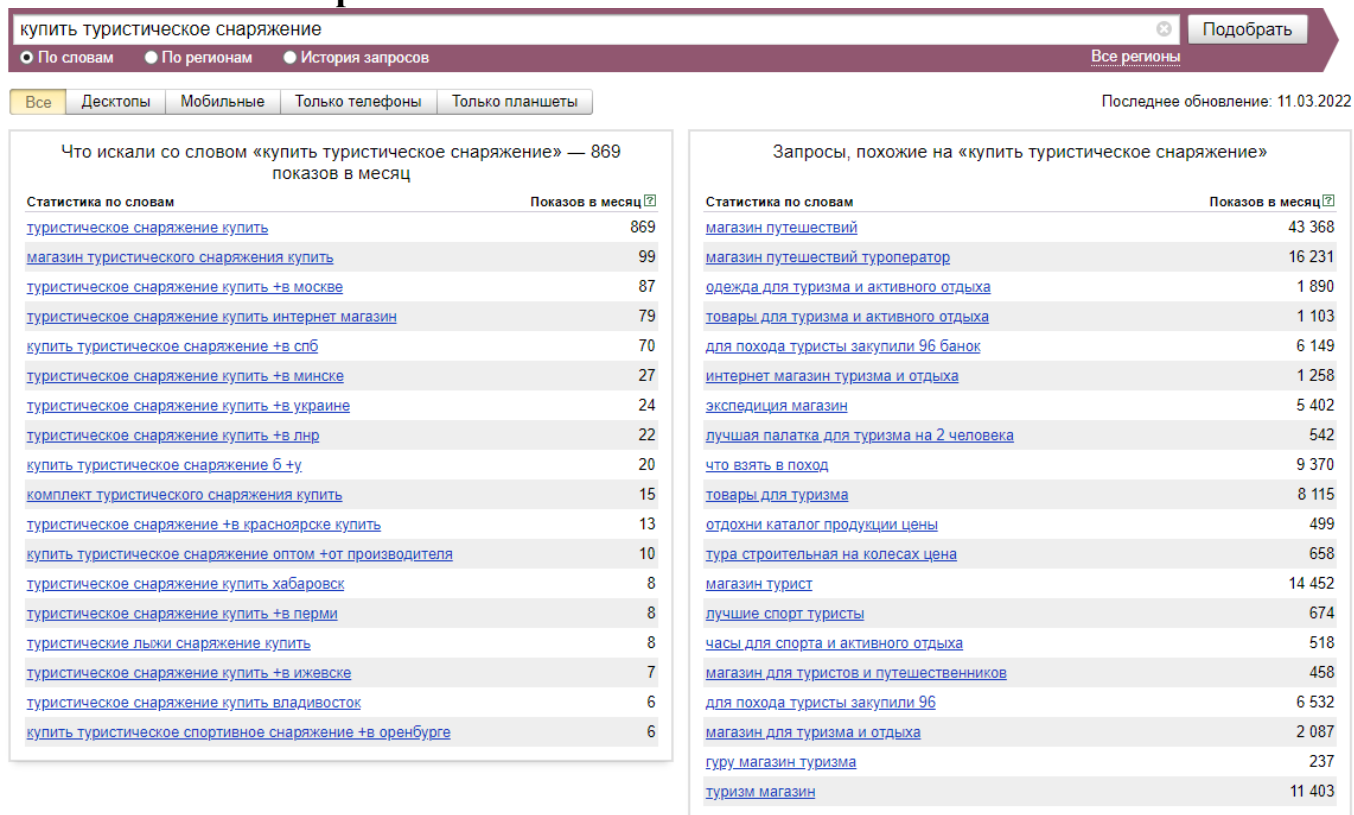 купить туристическое снаряжение
Подобрать
По словам По регионам История запросов
Все регионы
Все Десктопы Мобильные Только телефоны Только планшеты
Последнее обновление: 11.03.2022
Что искали со словом «купить туристическое снаряжение» — 869
показов в месяц
Статистика по словам Показов в месяц ?
туристическое снаряжение купить 869
магазин туристического снаряжения купить 99
туристическое снаряжение купить +в москве 87
туристическое снаряжение купить интернет магазин 79
купить туристическое снаряжение +в спб 70
туристическое снаряжение купить +в минске 27
туристическое снаряжение купить +в украине 24
туристическое снаряжение купить +в лнр 22
купить туристическое снаряжение б +у 20
комплект туристического снаряжения купить 15
туристическое снаряжение +в красноярске купить 13
купить туристическое снаряжение оптом +от производителя 10
туристическое снаряжение купить хабаровск 8
туристическое снаряжение купить +в перми 8
туристические лыжи снаряжение купить 8
туристическое снаряжение купить +в ижевске 7
туристическое снаряжение купить владивосток 6
купить туристическое спортивное снаряжение +в оренбурге 6
Запросы, похожие на «купить туристическое снаряжение»
Статистика по словам Показов в месяц ?
магазин путешествий 43 368
магазин путешествий туроператор 16 231
одежда для туризма и активного отдыха 1 890
товары для туризма и активного отдыха 1 103
для похода туристы закупили 96 банок 6 149
интернет магазин туризма и отдыха 1 258
экспедиция магазин 5 402
лучшая палатка для туризма на 2 человека 542
что взять в поход 9 370
товары для туризма 8 115
отдохни каталог продукции цены 499
тура строительная на колесах цена 658
магазин турист 14 452
лучшие спорт туристы 674
часы для спорта и активного отдыха 518
магазин для туристов и путешественников 458
для похода туристы закупили 96 6 532
магазин для туризма и отдыха 2 087
гуру магазин туризма 237
туризм магазин 11 403